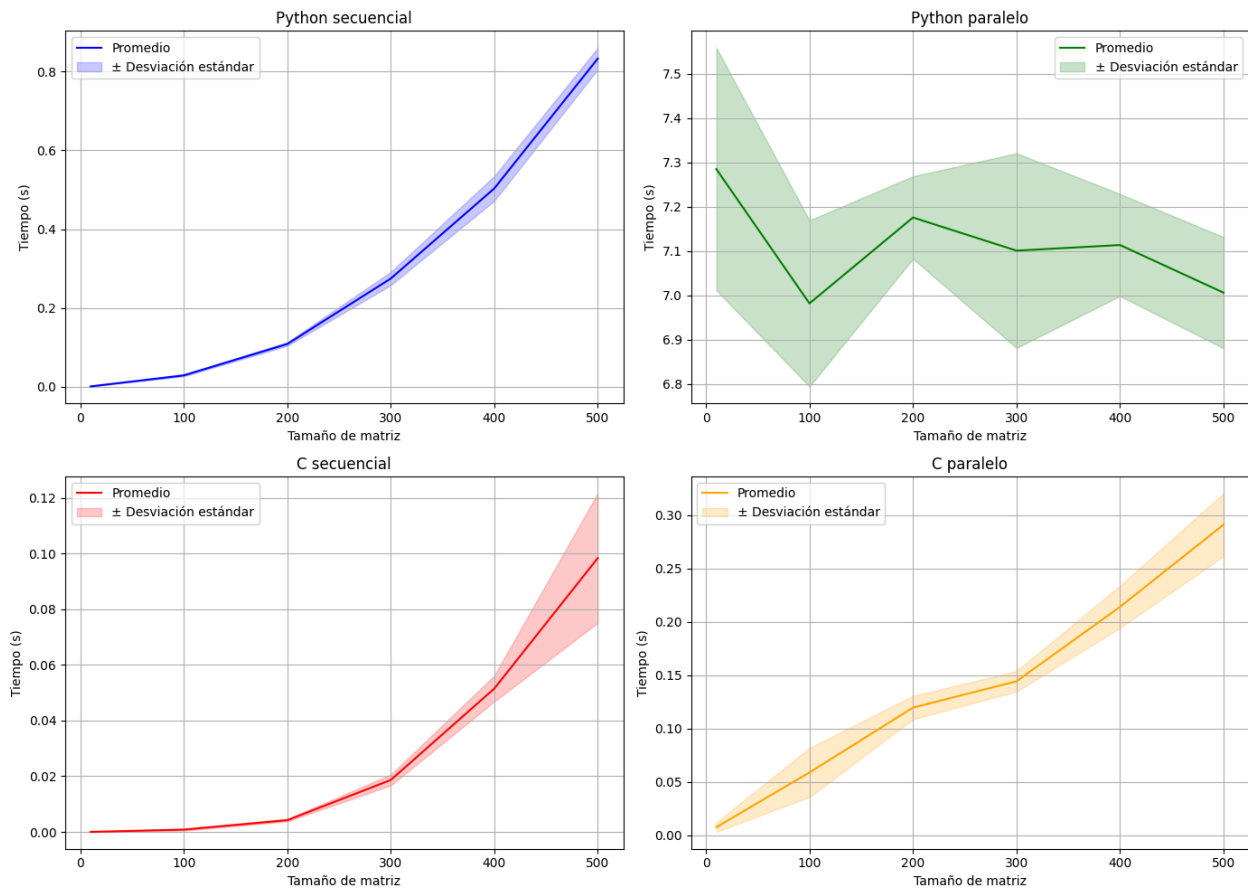 Python secuencial
Promedio
± Desviación estándar
Tiempo (s)
0.8
0.6
0.4
0.2
0.0
0 100 200 300 400 500
Tamaño de matriz
Python paralelo
Promedio
± Desviación estándar
Tiempo (s)
7.5
7.4
7.3
7.2
7.1
7.0
6.9
6.8
0 100 200 300 400 500
Tamaño de matriz
C secuencial
Promedio
± Desviación estándar
Tiempo (s)
0.12
0.10
0.08
0.06
0.04
0.02
0.00
0 100 200 300 400 500
Tamaño de matriz
C paralelo
Promedio
± Desviación estándar
Tiempo (s)
0.30
0.25
0.20
0.15
0.10
0.05
0.00
0 100 200 300 400 500
Tamaño de matriz